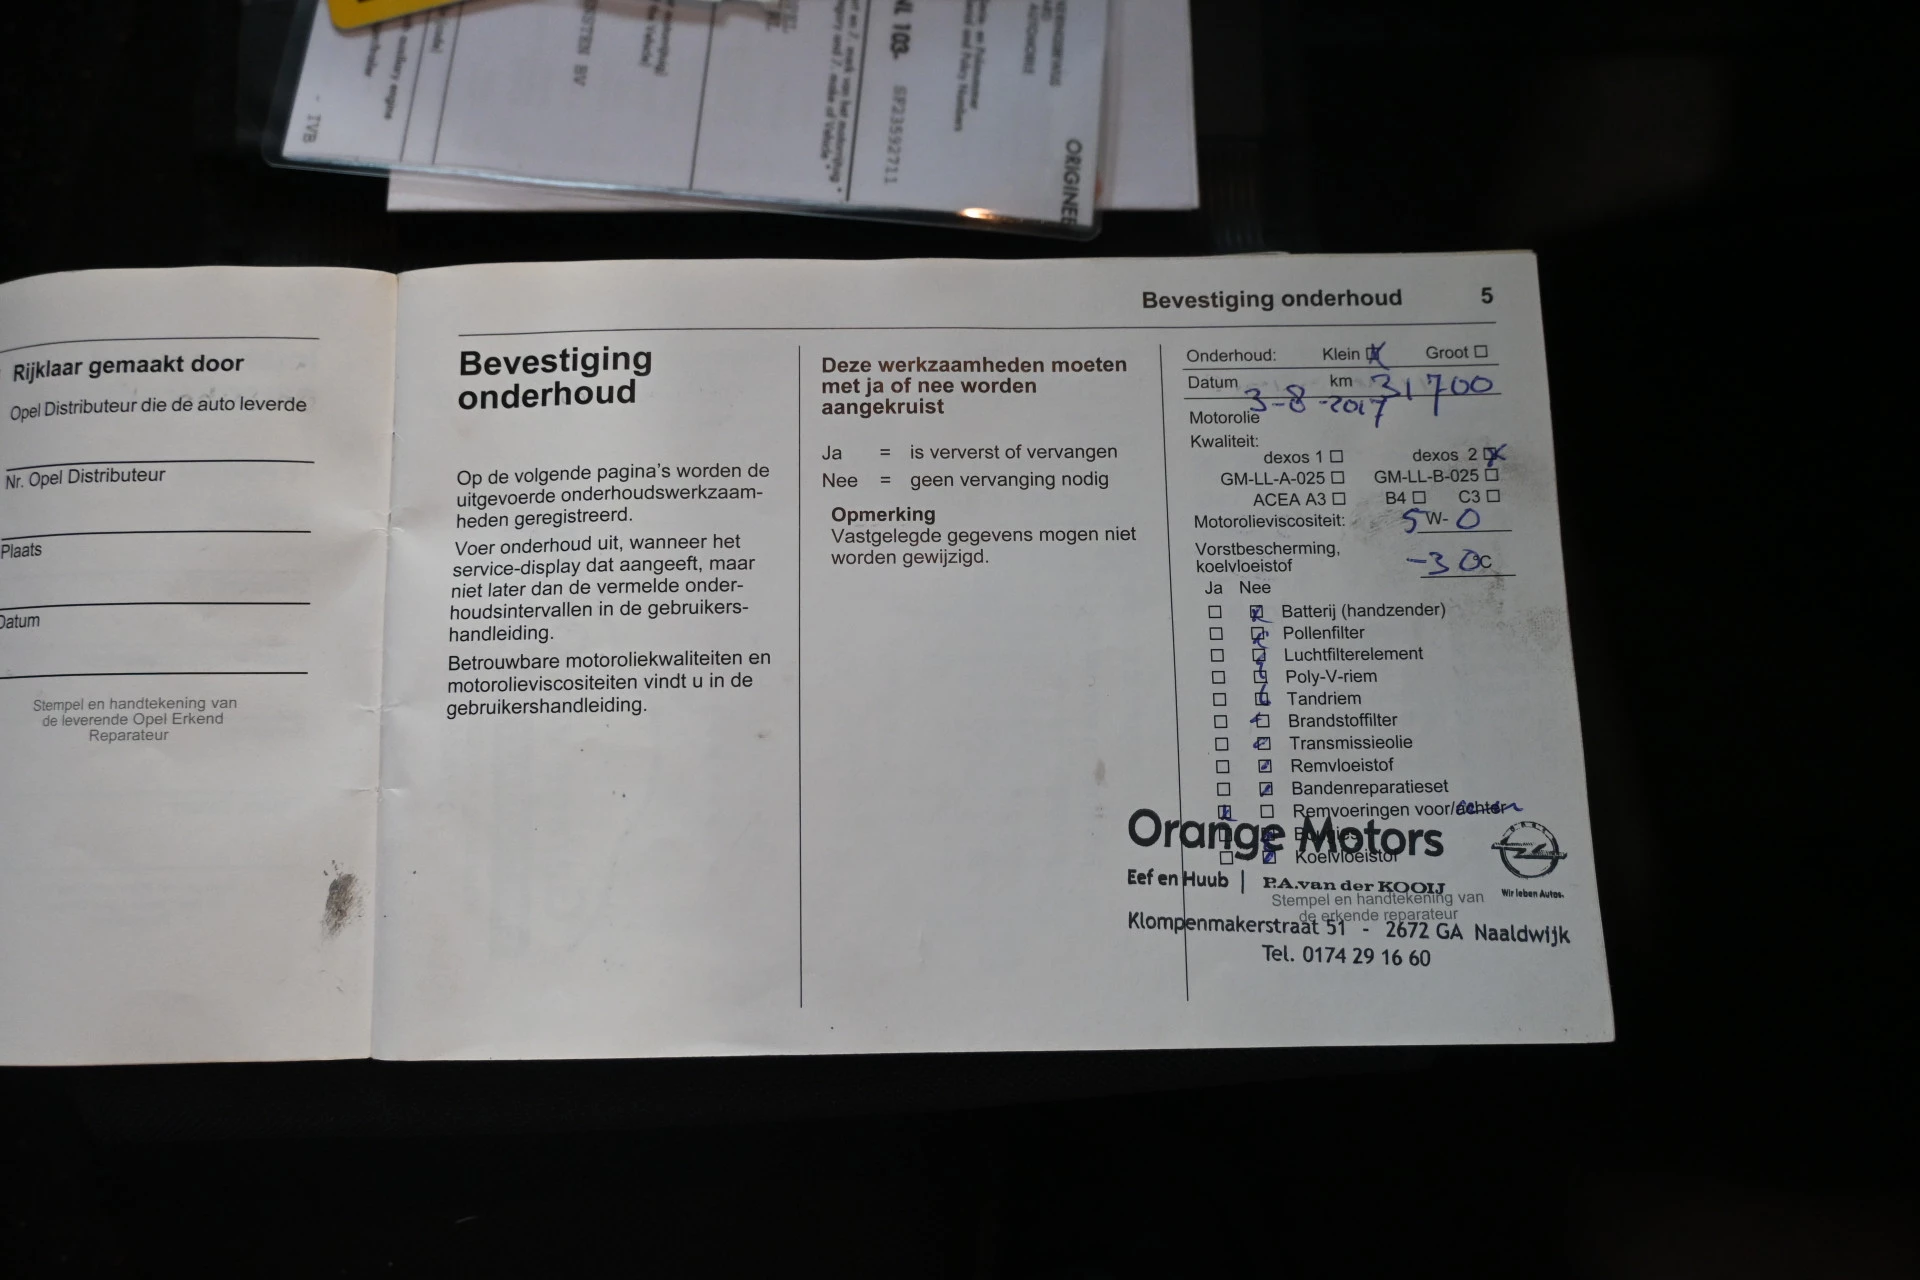 IVB
NL 103-
SF23592711
ORIGINEE
Rijklaar gemaakt door
Opel Distributeur die de auto leverde
Nr. Opel Distributeur
Plaats
Datum
Stempel en handtekening van
de leverende Opel Erkend
Reparateur
Bevestiging onderhoud 5
Bevestiging
onderhoud
Op de volgende pagina's worden de
uitgevoerde onderhoudswerkzaam-
heden geregistreerd.
Voer onderhoud uit, wanneer het
service-display dat aangeeft, maar
niet later dan de vermelde onder-
houdsintervallen in de gebruikers-
handleiding.
Betrouwbare motoroliekwaliteiten en
motorolieviscositeiten vindt u in de
gebruikershandleiding.
Deze werkzaamheden moeten
met ja of nee worden
aangekruist
Ja = is ververst of vervangen
Nee = geen vervanging nodig
Opmerking
Vastgelegde gegevens mogen niet
worden gewijzigd.
Onderhoud: Klein Groot
Datum 3-8-2017 km 31700
Motorolie
Kwaliteit:
dexos 1 dexos 2
GM-LL-A-025 GM-LL-B-025
ACEA A3 B4 C3
Motorolieviscositeit: 5W-0
Vorstbescherming,
koelvloeistof -30C
Ja Nee
Batterij (handzender)
Pollenfilter
Luchtfilterelement
Poly-V-riem
Tandriem
Brandstoffilter
Transmissieolie
Remvloeistof
Bandenreparatieset
Remvoeringen voor/achter
Bougies
Koelvloeistof
Stempel en handtekening van
de erkende reparateur
Orange Motors
Eef en Huub | P.A.van der KOOIJ
Klompenmakerstraat 51 - 2672 GA Naaldwijk
Tel. 0174 29 16 60
OPEL
Wir leben Autos.